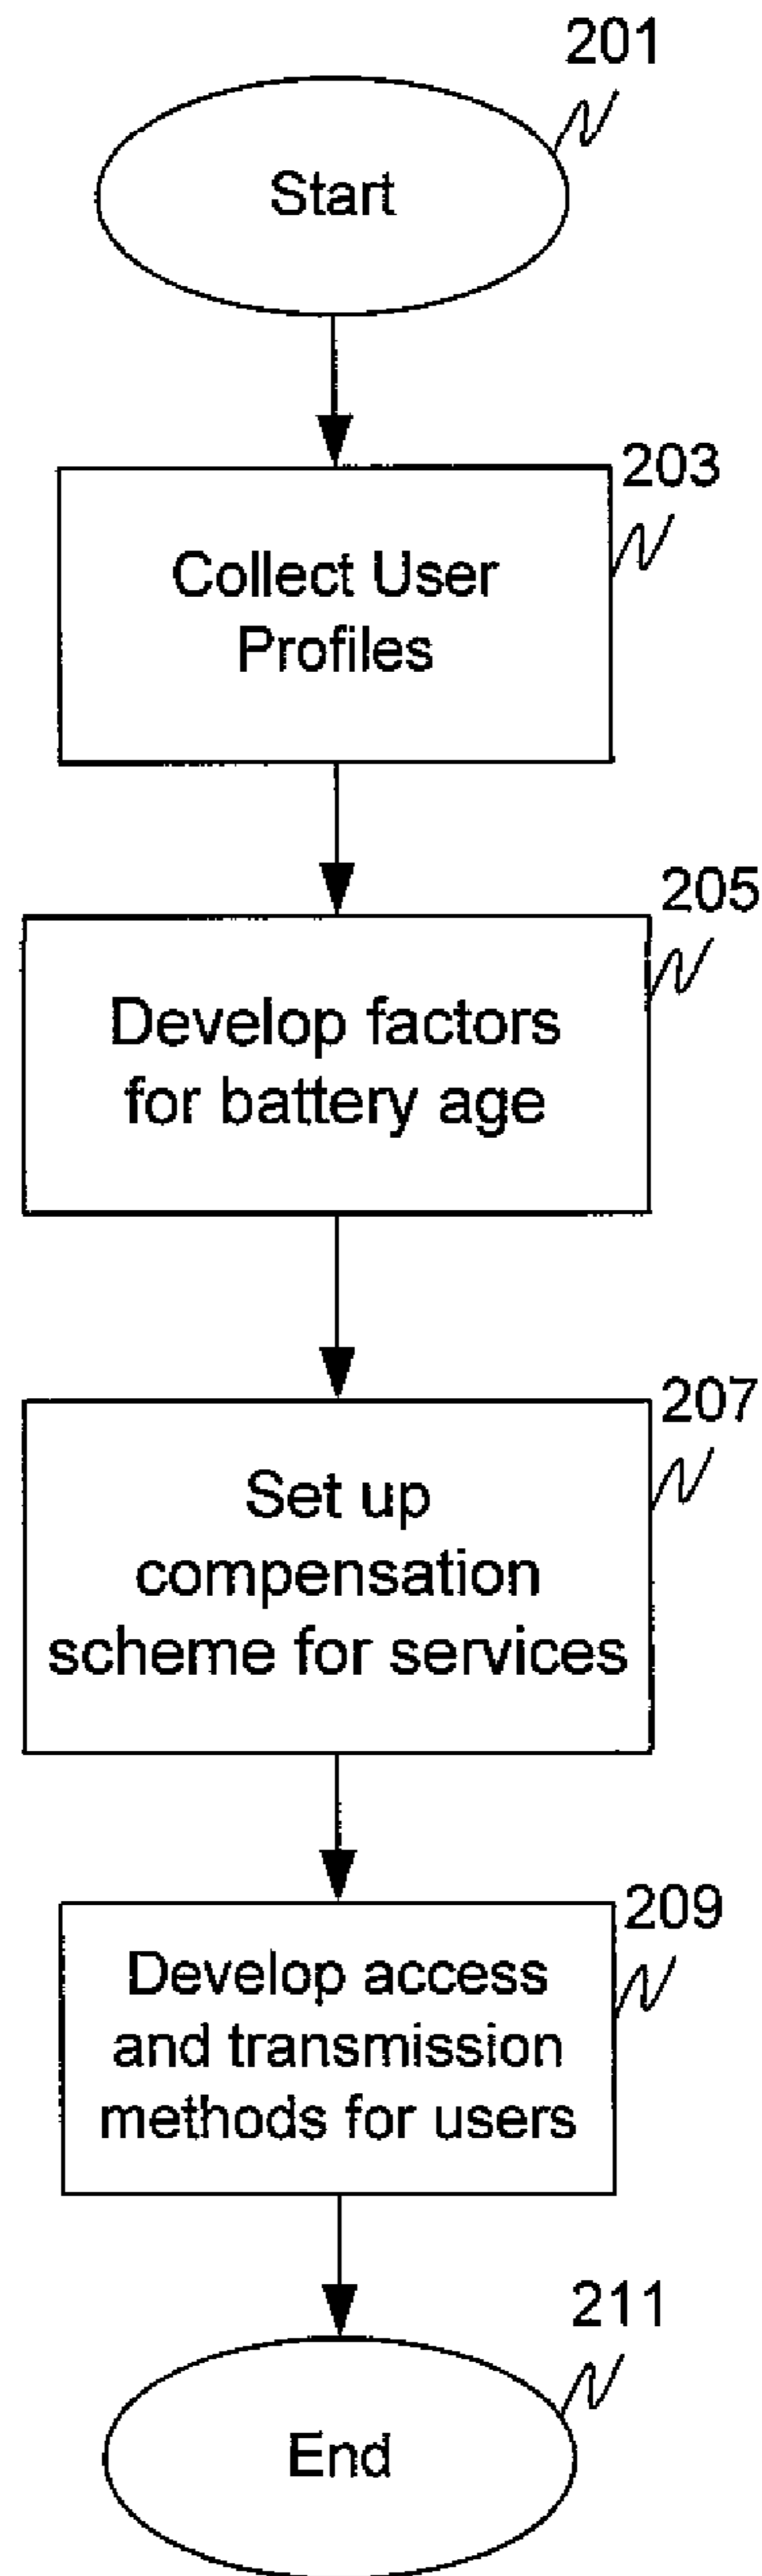 201
Start
203
Collect User
Profiles
205
Develop factors
for battery age
207
Set up
compensation
scheme for services
209
Develop access
and transmission
methods for users
211
End